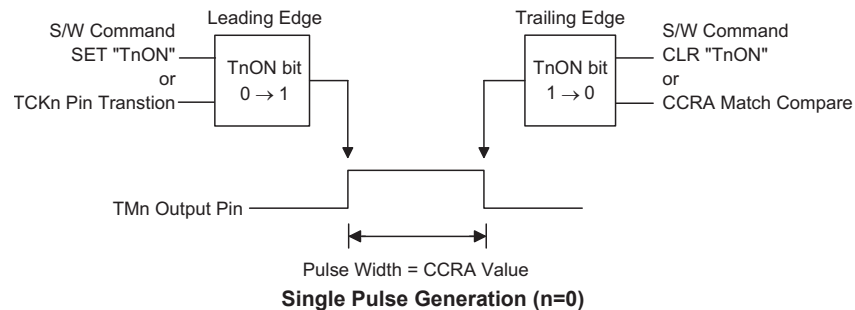 Leading Edge
Trailing Edge
S/W Command
SET "TnON"
or
TCKn Pin Transtion
TnON bit
0 → 1
TnON bit
1 → 0
S/W Command
CLR "TnON"
or
CCRA Match Compare
TMn Output Pin
Pulse Width = CCRA Value
Single Pulse Generation (n=0)